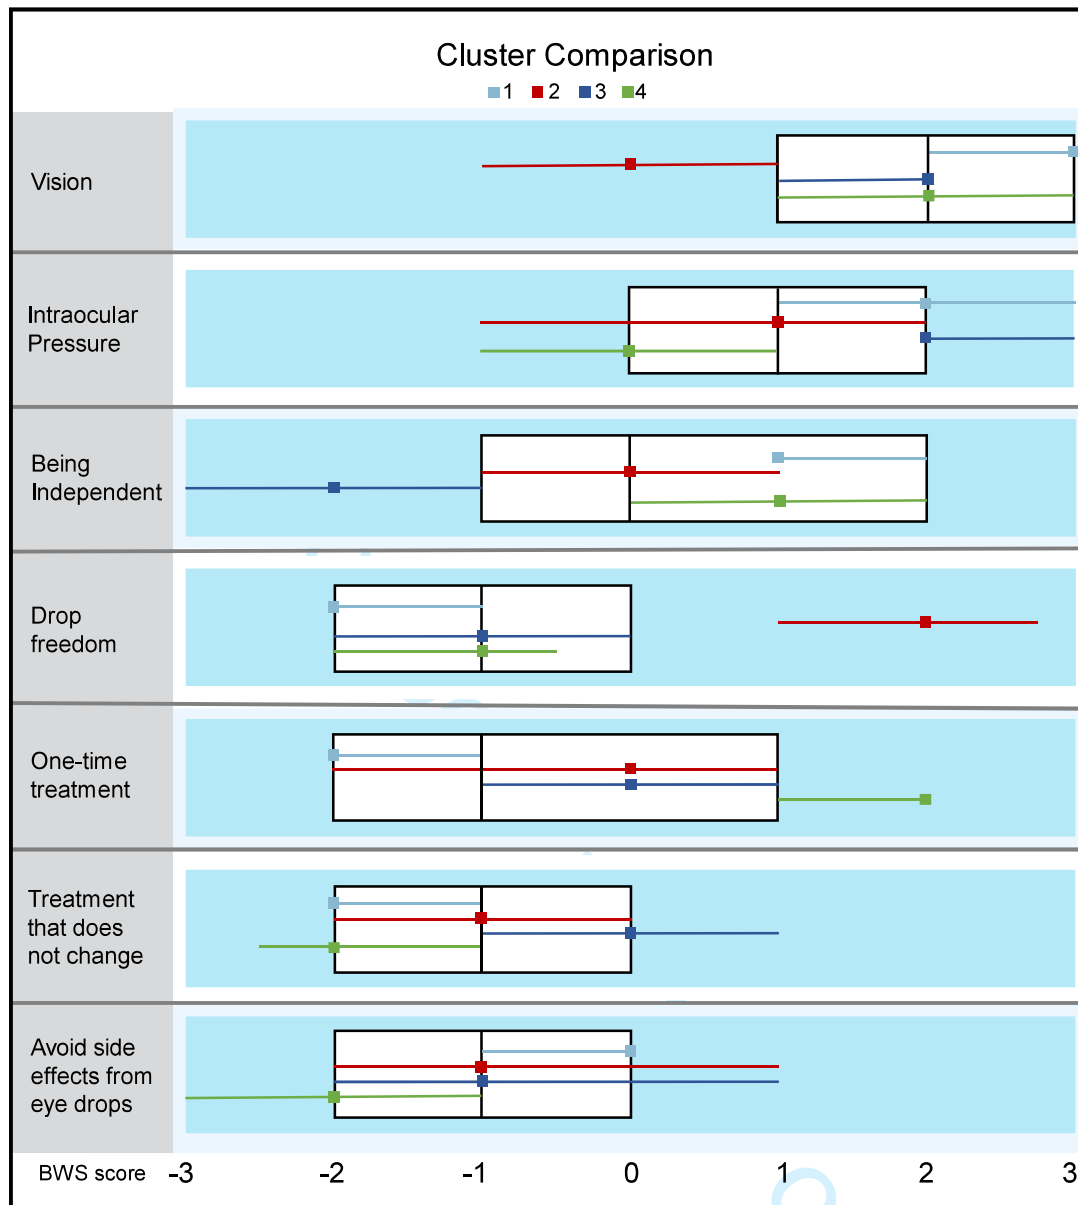 Cluster Comparison
1 2 3 4
Vision
Intraocular
Pressure
Being
Independent
Drop
freedom
One-time
treatment
Treatment
that does
not change
Avoid side
effects from
eye drops
BWS score -3 -2 -1 0 1 2 3